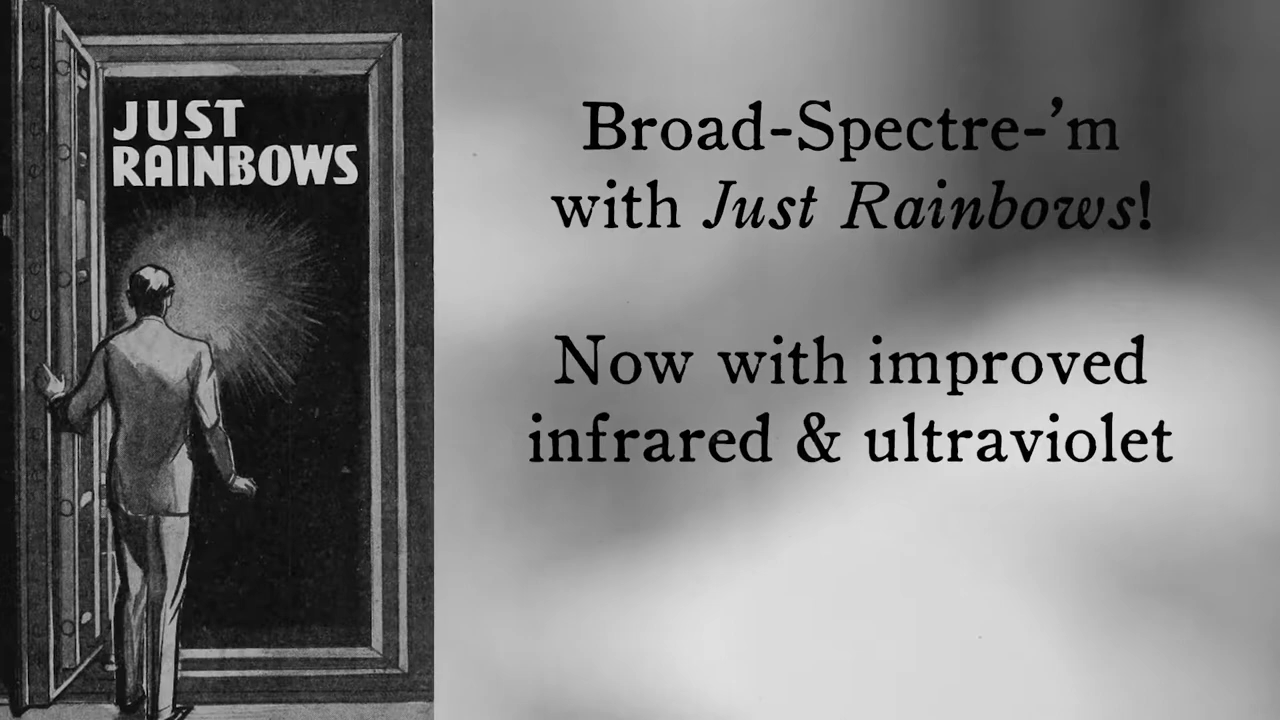 JUST
RAINBOWS
Broad-Spectre-’m
with Just Rainbows!
Now with improved
infrared & ultraviolet